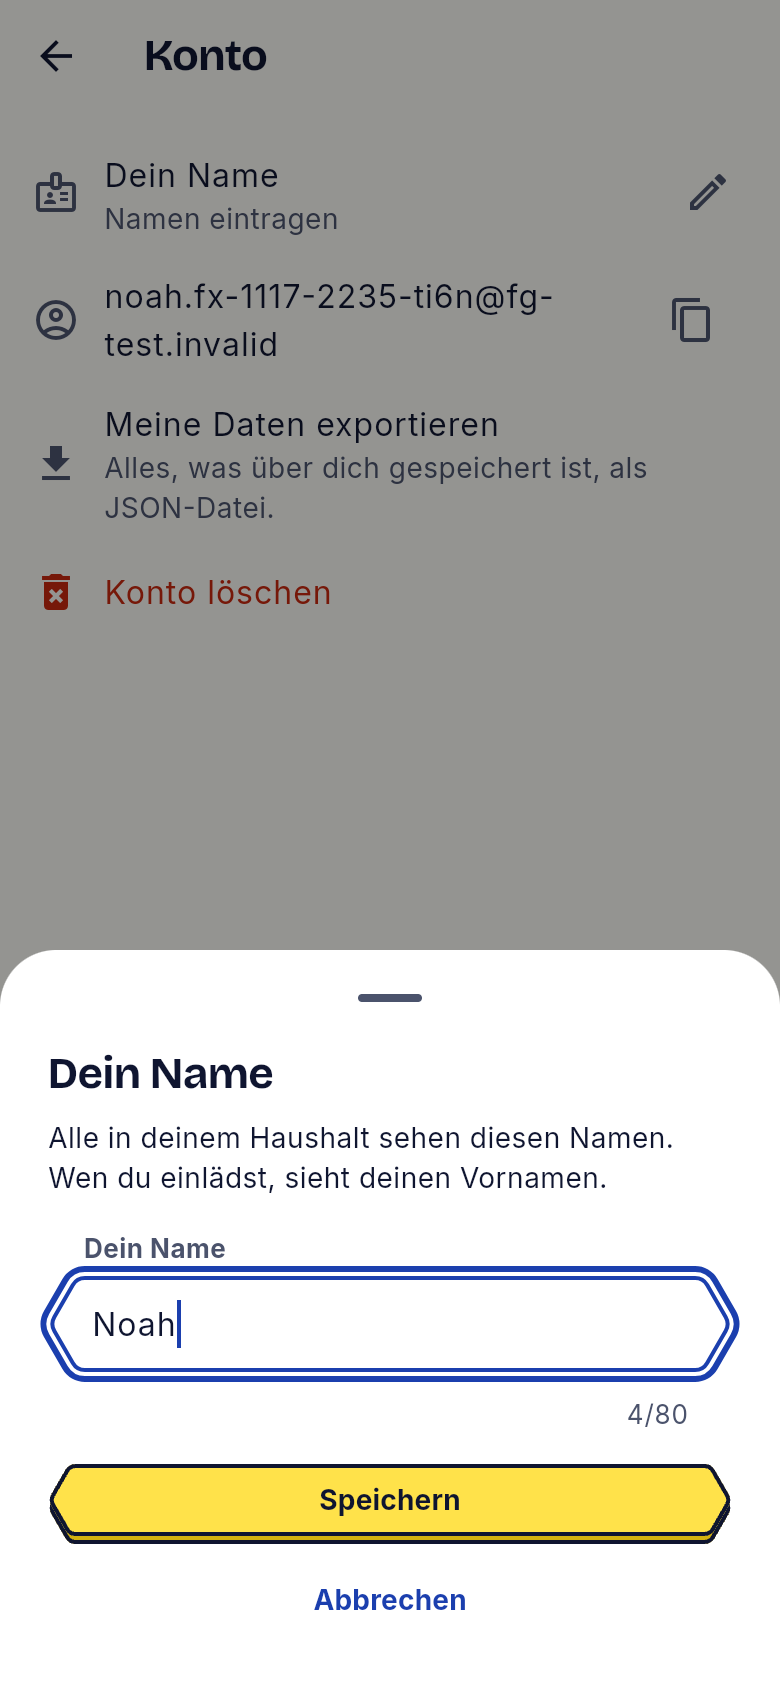 Konto
Dein Name
Namen eintragen
noah.fx-1117-2235-ti6n@fg-
test.invalid
Meine Daten exportieren
Alles, was über dich gespeichert ist, als
JSON-Datei.
Konto löschen
Dein Name
Alle in deinem Haushalt sehen diesen Namen.
Wen du einlädst, sieht deinen Vornamen.
Dein Name
Noah
4/80
Speichern
Abbrechen